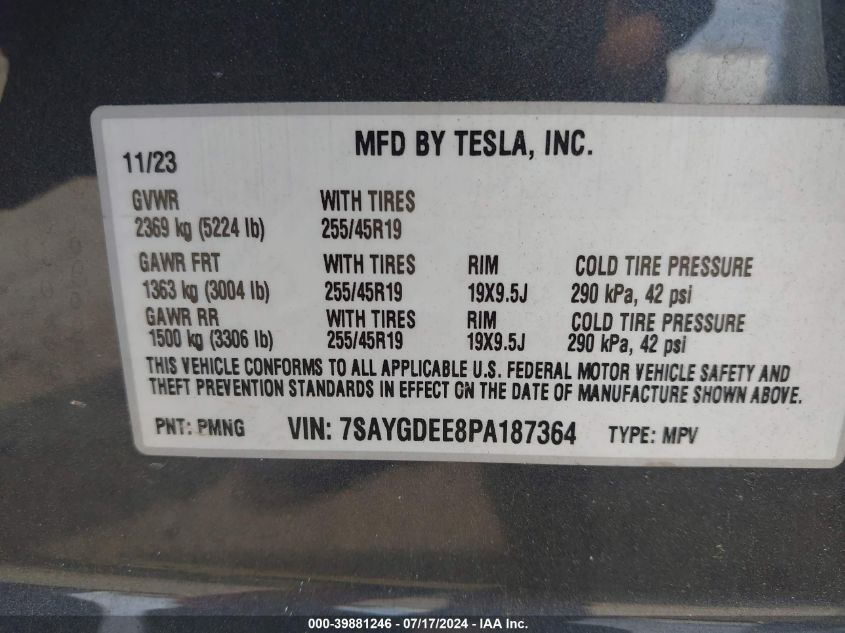 MFD BY TESLA, INC.
11/23
GVWR WITH TIRES
2369 kg (5224 lb) 255/45R19
GAWR FRT WITH TIRES RIM COLD TIRE PRESSURE
1363 kg (3004 lb) 255/45R19 19X9.5J 290 kPa, 42 psi
GAWR RR WITH TIRES RIM COLD TIRE PRESSURE
1500 kg (3306 lb) 255/45R19 19X9.5J 290 kPa, 42 psi
THIS VEHICLE CONFORMS TO ALL APPLICABLE U.S. FEDERAL MOTOR VEHICLE SAFETY AND
THEFT PREVENTION STANDARDS IN EFFECT ON THE DATE OF MANUFACTURE SHOWN ABOVE.
PNT: PMNG VIN: 7SAYGDEE8PA187364 TYPE: MPV
000-39881246 - 07/17/2024 - IAA Inc.